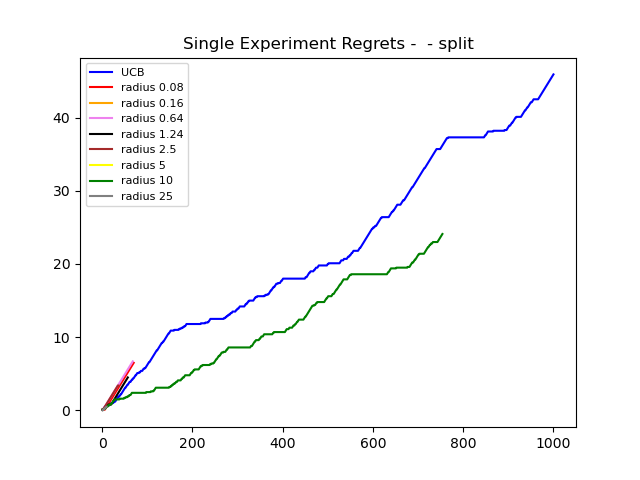 Single Experiment Regrets -  - split
UCB
radius 0.08
radius 0.16
radius 0.64
radius 1.24
radius 2.5
radius 5
radius 10
radius 25
40
30
20
10
0
0 200 400 600 800 1000